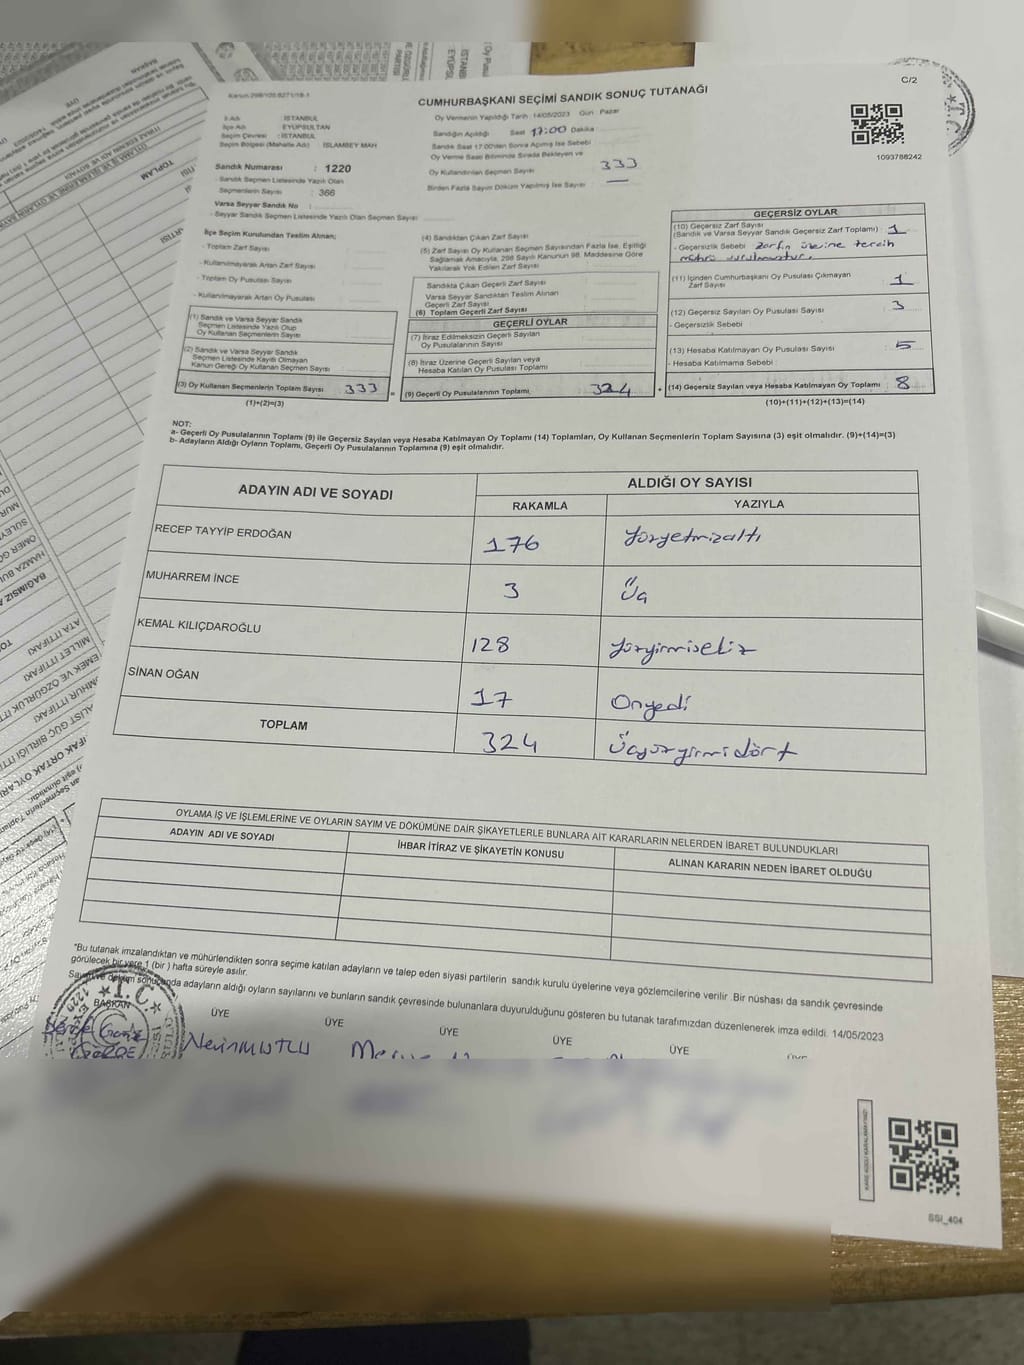 C/2
Kanun 298/105.6271/18-1
CUMHURBAŞKANI SEÇİMİ SANDIK SONUÇ TUTANAĞI
1093788242
İl Adı : İSTANBUL
İlçe Adı : EYÜPSULTAN
Seçim Çevresi : İSTANBUL
Seçim Bölgesi (Mahalle Adı) : İSLAMBEY MAH
Sandık Numarası : 1220
- Sandık Seçmen Listesinde Yazılı Olan
Seçmenlerin Sayısı : 366
Varsa Seyyar Sandık No :
- Seyyar Sandık Seçmen Listesinde Yazılı Olan Seçmen Sayısı
Oy Vermenin Yapıldığı Tarih : 14/05/2023 Gün Pazar
Sandığın Açıldığı Saat 17:00 Dakika
Sandık Saat 17.00'den Sonra Açılmış İse Sebebi
Oy Verme Saati Bitiminde Sırada Bekleyen ve
Oy Kullandırılan Seçmen Sayısı 333
Birden Fazla Sayım Döküm Yapılmış İse Sayısı —
İlçe Seçim Kurulundan Teslim Alınan;
- Toplam Zarf Sayısı
- Kullanılmayarak Artan Zarf Sayısı
- Toplam Oy Pusulası Sayısı
- Kullanılmayarak Artan Oy Pusulası
(1) Sandık ve Varsa Seyyar Sandık
Seçmen Listesinde Yazılı Olup
Oy Kullanan Seçmenlerin Sayısı
(2) Sandık ve Varsa Seyyar Sandık
Seçmen Listesinde Kayıtlı Olmayan
Kanun Gereği Oy Kullanan Seçmen Sayısı
(3) Oy Kullanan Seçmenlerin Toplam Sayısı 333
(1)+(2)=(3)
(4) Sandıktan Çıkan Zarf Sayısı
(5) Zarf Sayısı Oy Kullanan Seçmen Sayısından Fazla İse, Eşitliği
Sağlamak Amacıyla, 298 Sayılı Kanunun 98. Maddesine Göre
Yakılarak Yok Edilen Zarf Sayısı
Sandıkta Çıkan Geçerli Zarf Sayısı
Varsa Seyyar Sandıktan Teslim Alınan
Geçerli Zarf Sayısı
(6) Toplam Geçerli Zarf Sayısı
GEÇERLİ OYLAR
(7) İtiraz Edilmeksizin Geçerli Sayılan
Oy Pusulalarının Sayısı
(8) İtiraz Üzerine Geçerli Sayılan veya
Hesaba Katılan Oy Pusulası Toplamı
= (9) Geçerli Oy Pusulalarının Toplamı 324
GEÇERSİZ OYLAR
(10) Geçersiz Zarf Sayısı
(Sandık ve Varsa Seyyar Sandık Geçersiz Zarf Toplamı) 1
- Geçersizlik Sebebi zarfın üzerine tercih
mührü vurulmuştur.
(11) İçinden Cumhurbaşkanı Oy Pusulası Çıkmayan
Zarf Sayısı 1
(12) Geçersiz Sayılan Oy Pusulası Sayısı 3
- Geçersizlik Sebebi
(13) Hesaba Katılmayan Oy Pusulası Sayısı : 5
- Hesaba Katılmama Sebebi
+ (14) Geçersiz Sayılan veya Hesaba Katılmayan Oy Toplamı 8
(10)+(11)+(12)+(13)=(14)
NOT:
a- Geçerli Oy Pusulalarının Toplamı (9) ile Geçersiz Sayılan veya Hesaba Katılmayan Oy Toplamı (14) Toplamları, Oy Kullanan Seçmenlerin Toplam Sayısına (3) eşit olmalıdır. (9)+(14)=(3)
b- Adayların Aldığı Oyların Toplamı, Geçerli Oy Pusulalarının Toplamına (9) eşit olmalıdır.
ADAYIN ADI VE SOYADI
ALDIĞI OY SAYISI
RAKAMLA YAZIYLA
RECEP TAYYİP ERDOĞAN 176 Yüzyetmişaltı
MUHARREM İNCE 3 Üç
KEMAL KILIÇDAROĞLU 128 Yüzyirmisekiz
SİNAN OĞAN 17 Onyedi
TOPLAM 324 Üçyüzyirmidört
OYLAMA İŞ VE İŞLEMLERİNE VE OYLARIN SAYIM VE DÖKÜMÜNE DAİR ŞİKAYETLERLE BUNLARA AİT KARARLARIN NELERDEN İBARET BULUNDUKLARI
ADAYIN ADI VE SOYADI İHBAR İTİRAZ VE ŞİKAYETİN KONUSU ALINAN KARARIN NEDEN İBARET OLDUĞU
*Bu tutanak imzalandıktan ve mühürlendikten sonra seçime katılan adayların ve talep eden siyasi partilerin sandık kurulu üyelerine veya gözlemcilerine verilir. Bir nüshası da sandık çevresinde
görülecek bir yere 1 (bir) hafta süreyle asılır.
Sayım ve döküm sonucunda adayların aldığı oyların sayılarını ve bunların sandık çevresinde bulunanlara duyurulduğunu gösteren bu tutanak tarafımızdan düzenlenerek imza edildi. 14/05/2023
BAŞKAN ÜYE ÜYE ÜYE ÜYE ÜYE
T.C.
SSI_404